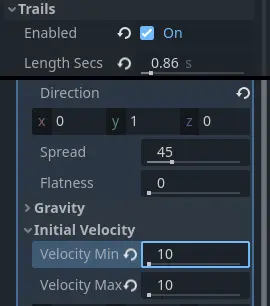 Trails
Enabled On
Length Secs 0.86 s
Direction
x 0 y 1 z 0
Spread 45
Flatness 0
Gravity
Initial Velocity
Velocity Min 10
Velocity Max 10